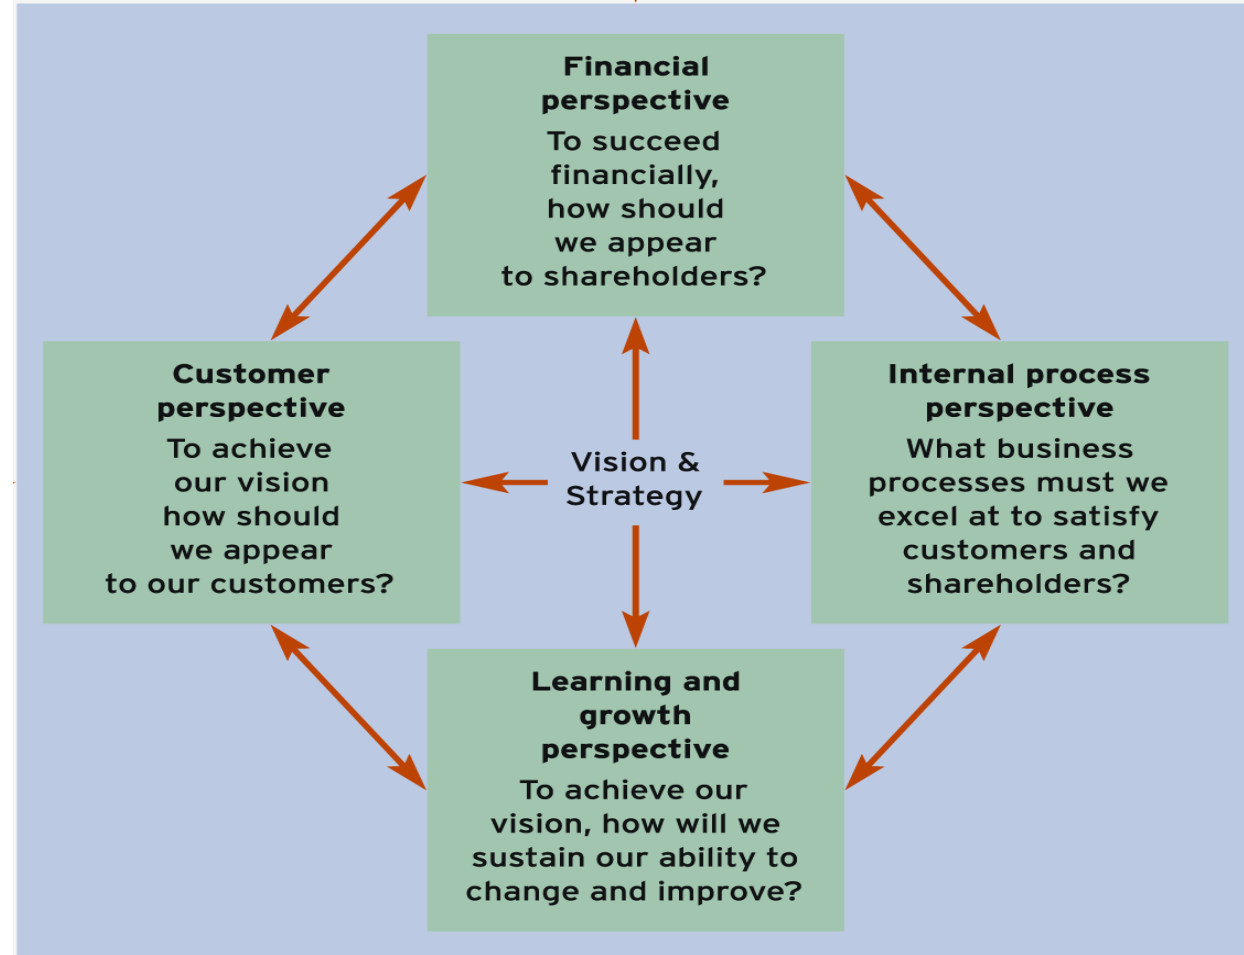 Financial
perspective
To succeed
financially,
how should
we appear
to shareholders?
Customer
perspective
To achieve
our vision
how should
we appear
to our customers?
Vision &
Strategy
Internal process
perspective
What business
processes must we
excel at to satisfy
customers and
shareholders?
Learning and
growth
perspective
To achieve our
vision, how will we
sustain our ability to
change and improve?